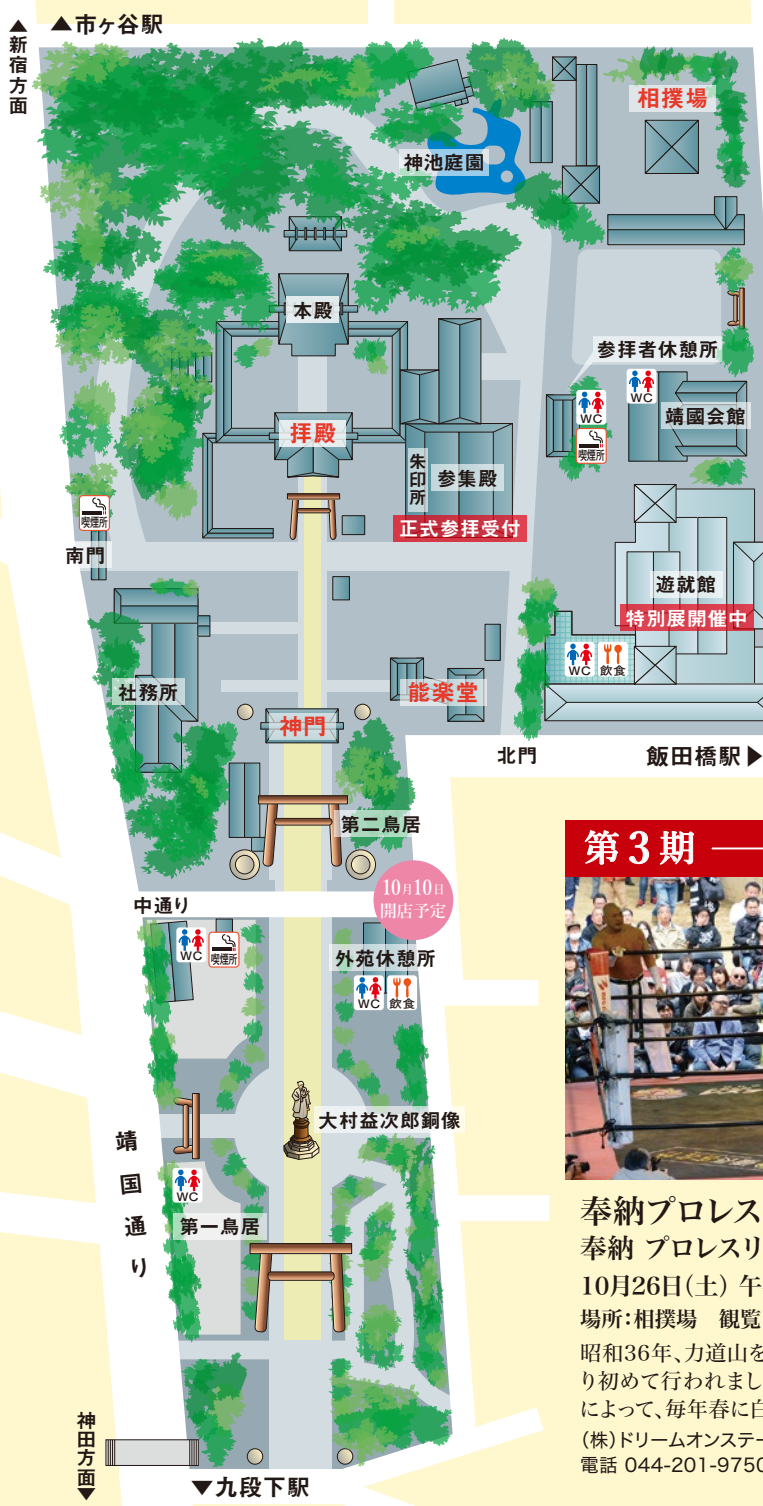 ▲市ヶ谷駅
▲新宿方面
相撲場
神池庭園
本殿
参拝者休憩所
WC
WC
喫煙所
靖國会館
拝殿
朱印所
参集殿
正式参拝受付
喫煙所
南門
遊就館
特別展開催中
WC
飲食
社務所
能楽堂
神門
北門
飯田橋駅▶
第二鳥居
10月10日
開店予定
中通り
WC
喫煙所
外苑休憩所
WC
飲食
大村益次郎銅像
靖国通り
WC
第一鳥居
神田方面▼
▼九段下駅
第3期 ―
奉納プロレス
奉納 プロレスリ
10月26日(土) 午
場所:相撲場 観覧
昭和36年、力道山を
り初めて行われまし
によって、毎年春に
(株)ドリームオンステー
電話 044-201-9750